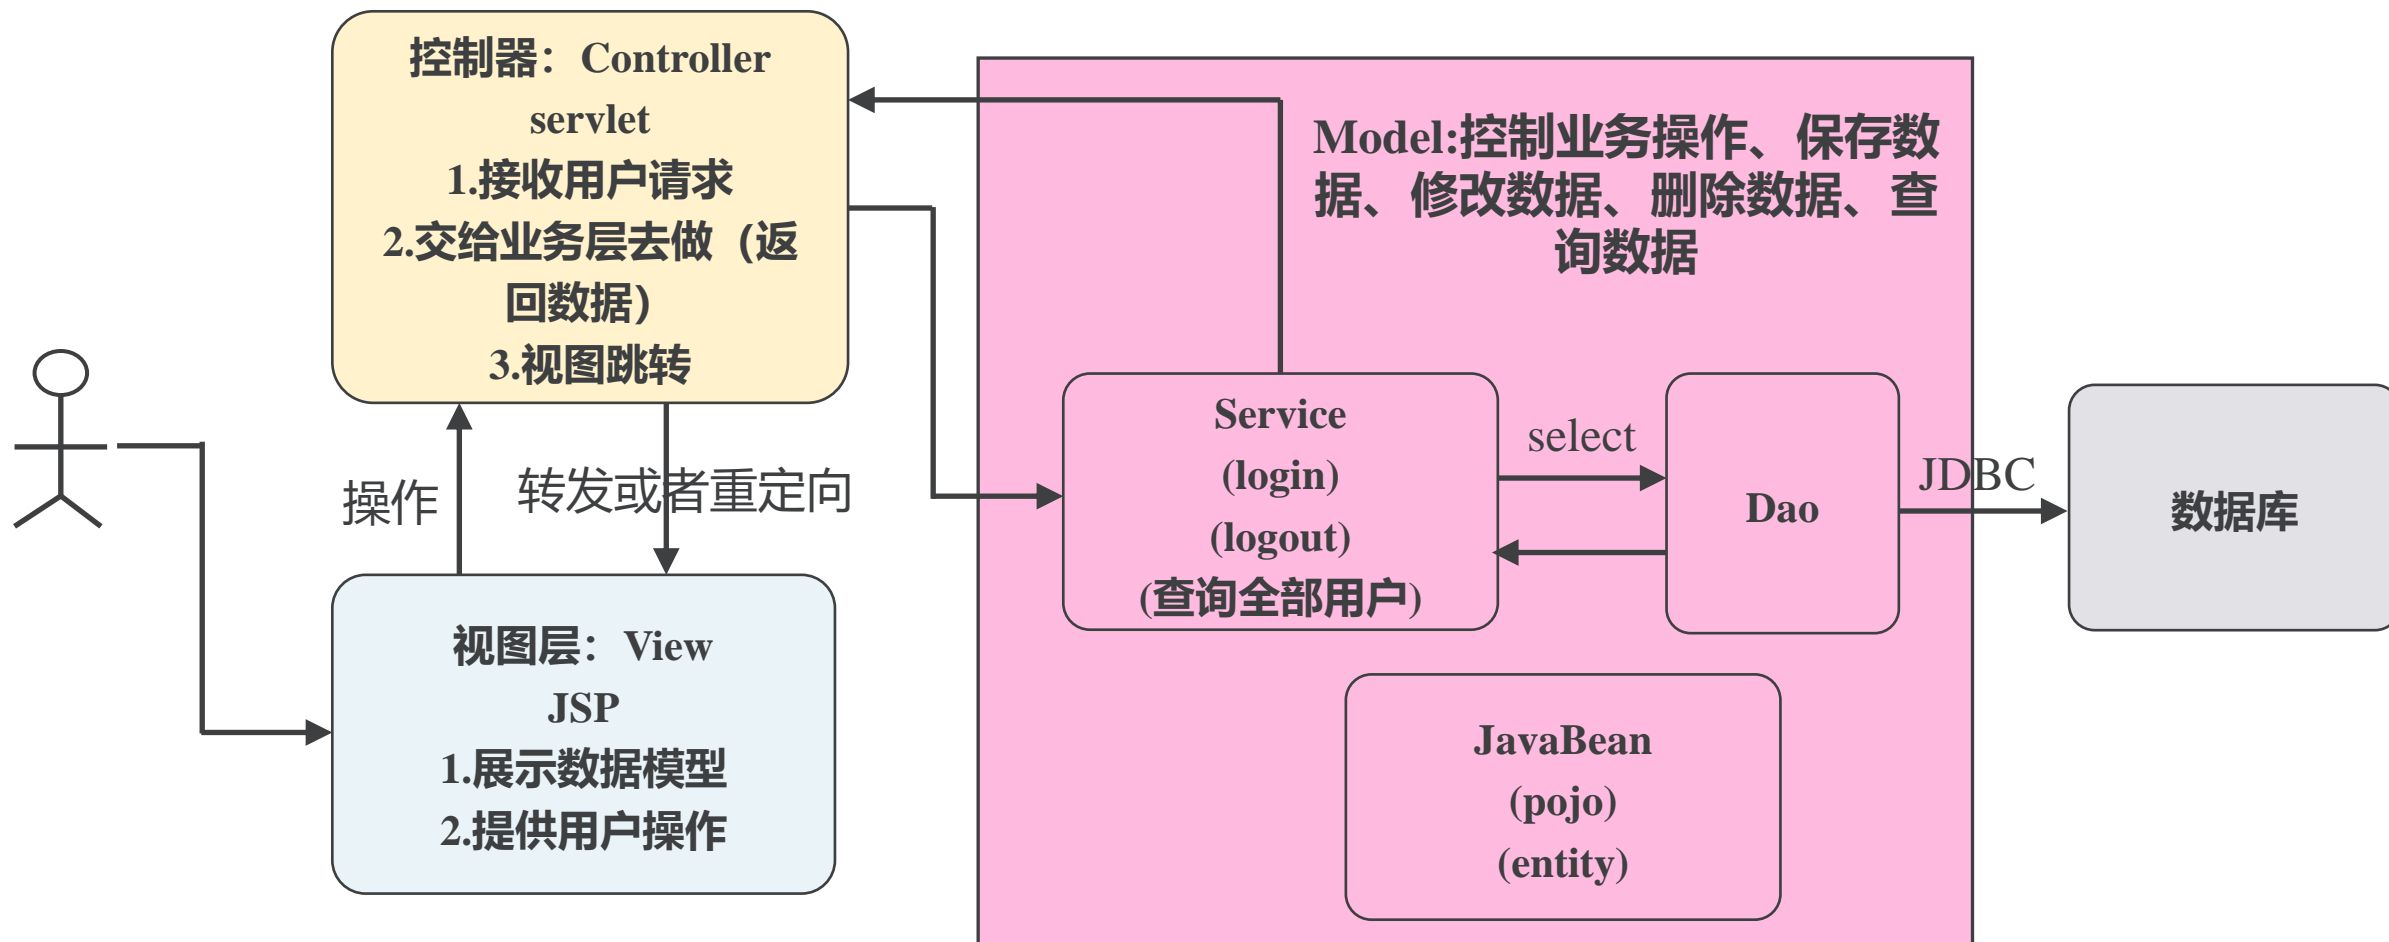 控制器：Controller
servlet
1.接收用户请求
2.交给业务层去做（返
回数据）
3.视图跳转
操作
转发或者重定向
视图层：View
JSP
1.展示数据模型
2.提供用户操作
Model:控制业务操作、保存数
据、修改数据、删除数据、查
询数据
Service
(login)
(logout)
(查询全部用户)
select
Dao
JDBC
数据库
JavaBean
(pojo)
(entity)